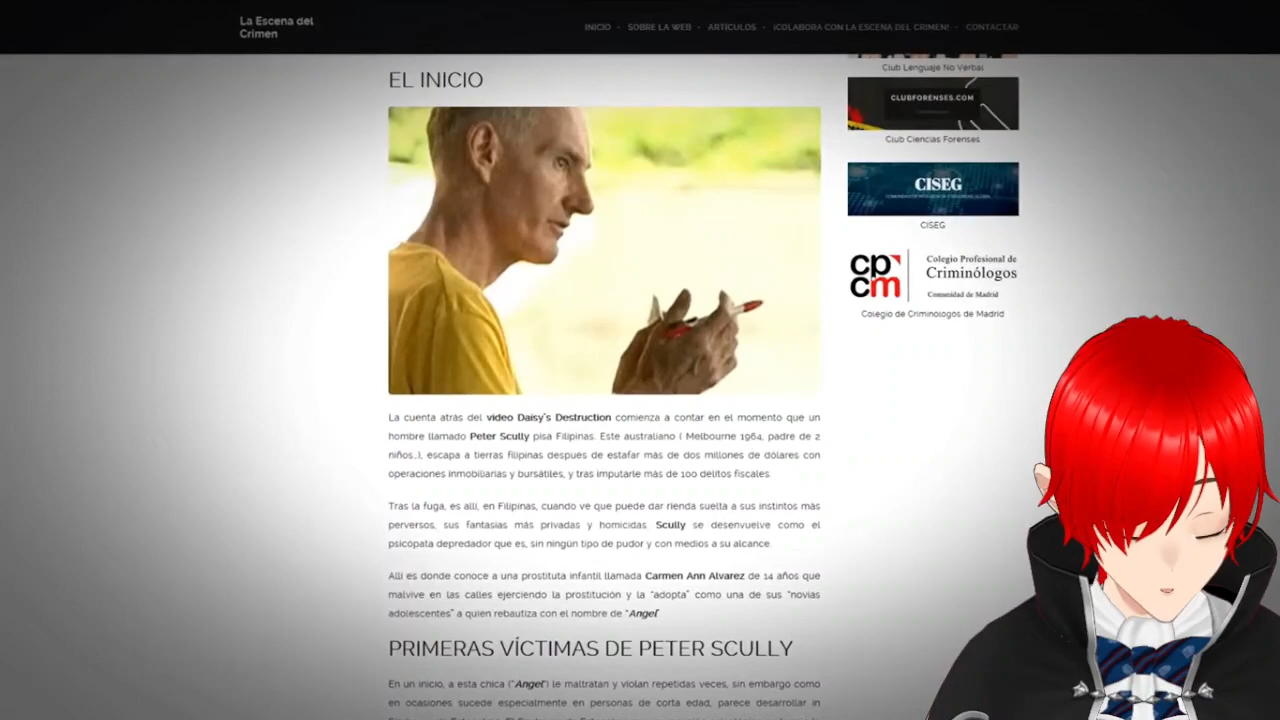 La Escena del
Crimen
INICIO - SOBRE LA WEB - ARTÍCULOS - ¡COLABORA CON LA ESCENA DEL CRIMEN! - CONTACTAR
EL INICIO
La cuenta atrás del video Daisy's Destruction comienza a contar en el momento que un
hombre llamado Peter Scully pisa Filipinas. Este australiano ( Melbourne 1964, padre de 2
niños…), escapa a tierras filipinas después de estafar más de dos millones de dólares con
operaciones inmobiliarias y bursátiles, y tras imputarle más de 100 delitos fiscales.
Tras la fuga, es allí, en Filipinas, cuando ve que puede dar rienda suelta a sus instintos más
perversos, sus fantasías más privadas y homicidas. Scully se desenvuelve como el
psicópata depredador que es, sin ningún tipo de pudor y con medios a su alcance.
Allí es donde conoce a una prostituta infantil llamada Carmen Ann Alvarez de 14 años que
malvive en las calles ejerciendo la prostitución y la "adopta" como una de sus "novias
adolescentes" a quien rebautiza con el nombre de "Angel"
PRIMERAS VÍCTIMAS DE PETER SCULLY
En un inicio, a esta chica ("Angel") le maltratan y violan repetidas veces, sin embargo como
en ocasiones sucede especialmente en personas de corta edad, parece desarrollar in
Club Lenguaje No Verbal
CLUBFORENSES.COM
Club Ciencias Forenses
CISEG
CISEG
cp
cm
Colegio Profesional de
Criminólogos
Comunidad de Madrid
Colegio de Criminologos de Madrid